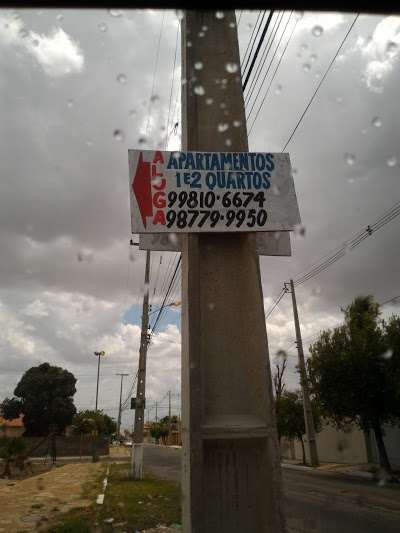 ALUGA
APARTAMENTOS
1 E 2 QUARTOS
99810·6674
98779·9950